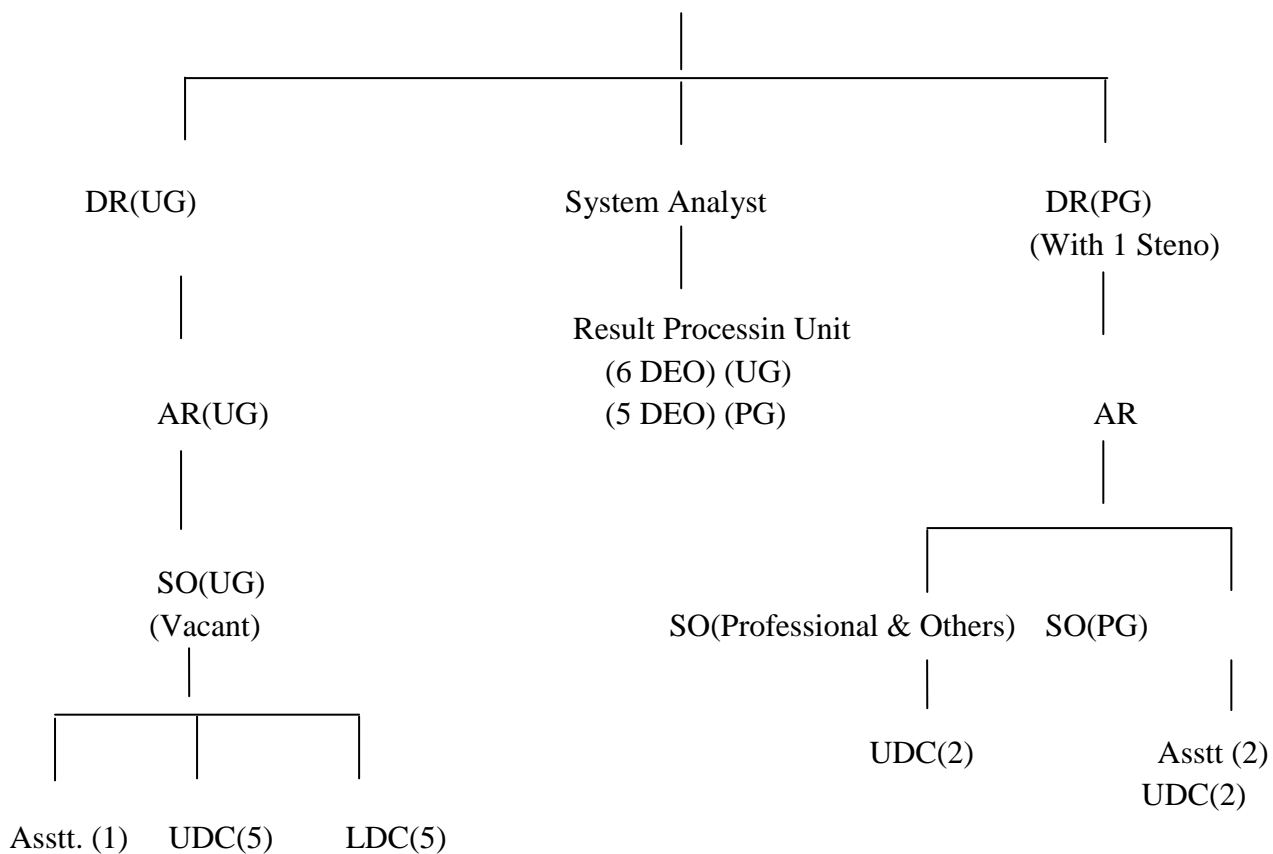 DR(UG) System Analyst DR(PG)
(With 1 Steno)
Result Processin Unit
(6 DEO) (UG)
(5 DEO) (PG)
AR(UG) AR
SO(UG)
(Vacant)
SO(Professional & Others) SO(PG)
UDC(2) Asstt (2)
UDC(2)
Asstt. (1) UDC(5) LDC(5)